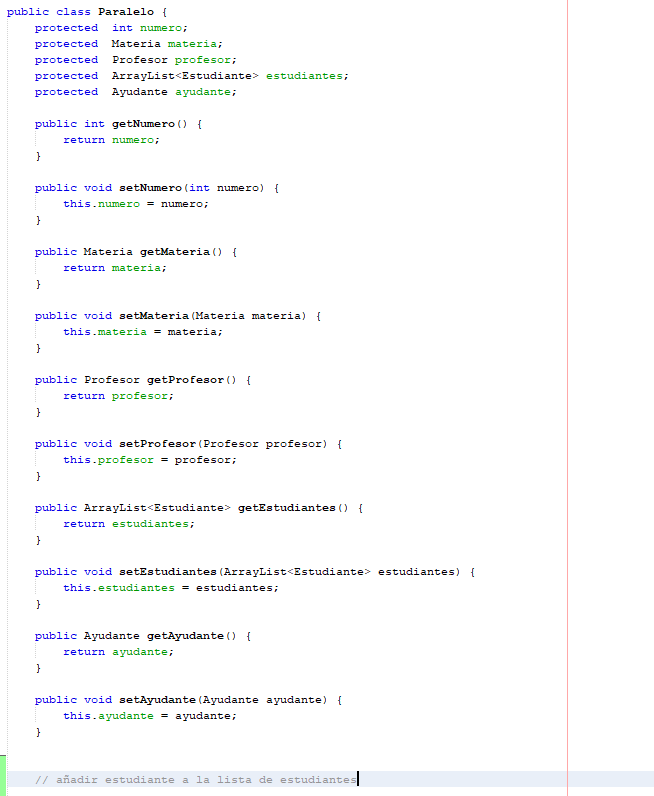 public class Paralelo {
protected  int numero;
protected  Materia materia;
protected  Profesor profesor;
protected  ArrayList<Estudiante> estudiantes;
protected  Ayudante ayudante;
public int getNumero() {
return numero;
}
public void setNumero(int numero) {
this.numero = numero;
}
public Materia getMateria() {
return materia;
}
public void setMateria(Materia materia) {
this.materia = materia;
}
public Profesor getProfesor() {
return profesor;
}
public void setProfesor(Profesor profesor) {
this.profesor = profesor;
}
public ArrayList<Estudiante> getEstudiantes() {
return estudiantes;
}
public void setEstudiantes(ArrayList<Estudiante> estudiantes) {
this.estudiantes = estudiantes;
}
public Ayudante getAyudante() {
return ayudante;
}
public void setAyudante(Ayudante ayudante) {
this.ayudante = ayudante;
}
// añadir estudiante a la lista de estudiantes